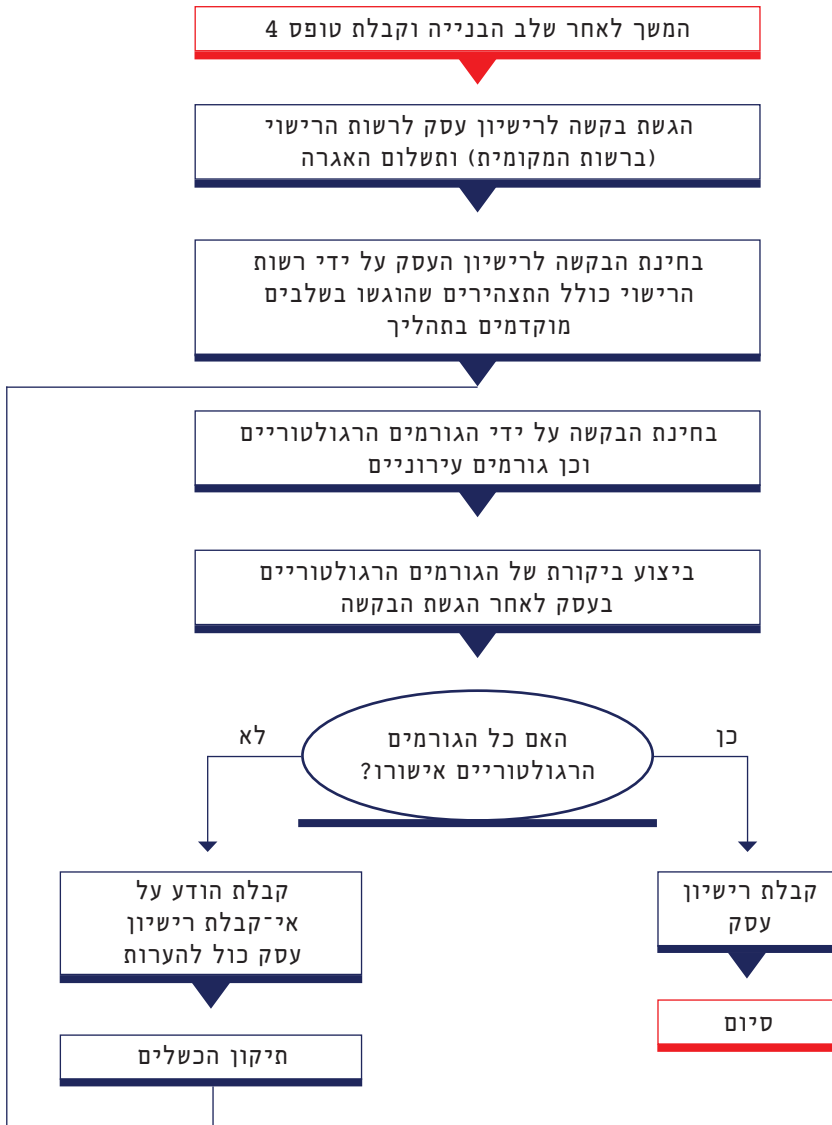 המשך לאחר שלב הבנייה וקבלת טופס 4
הגשת בקשה לרישיון עסק לרשות הרישוי
(ברשות המקומית) ותשלום האגרה
בחינת הבקשה לרישיון העסק על ידי רשות
הרישוי כולל התצהירים שהוגשו בשלבים
מוקדמים בתהליך
בחינת הבקשה על ידי הגורמים הרגולטוריים
וכן גורמים עירוניים
ביצוע ביקורת של הגורמים הרגולטוריים
בעסק לאחר הגשת הבקשה
האם כל הגורמים
הרגולטוריים אישורו?
כן
לא
קבלת רישיון
עסק
סיום
קבלת הודע על
אי־קבלת רישיון
עסק כול להערות
תיקון הכשלים